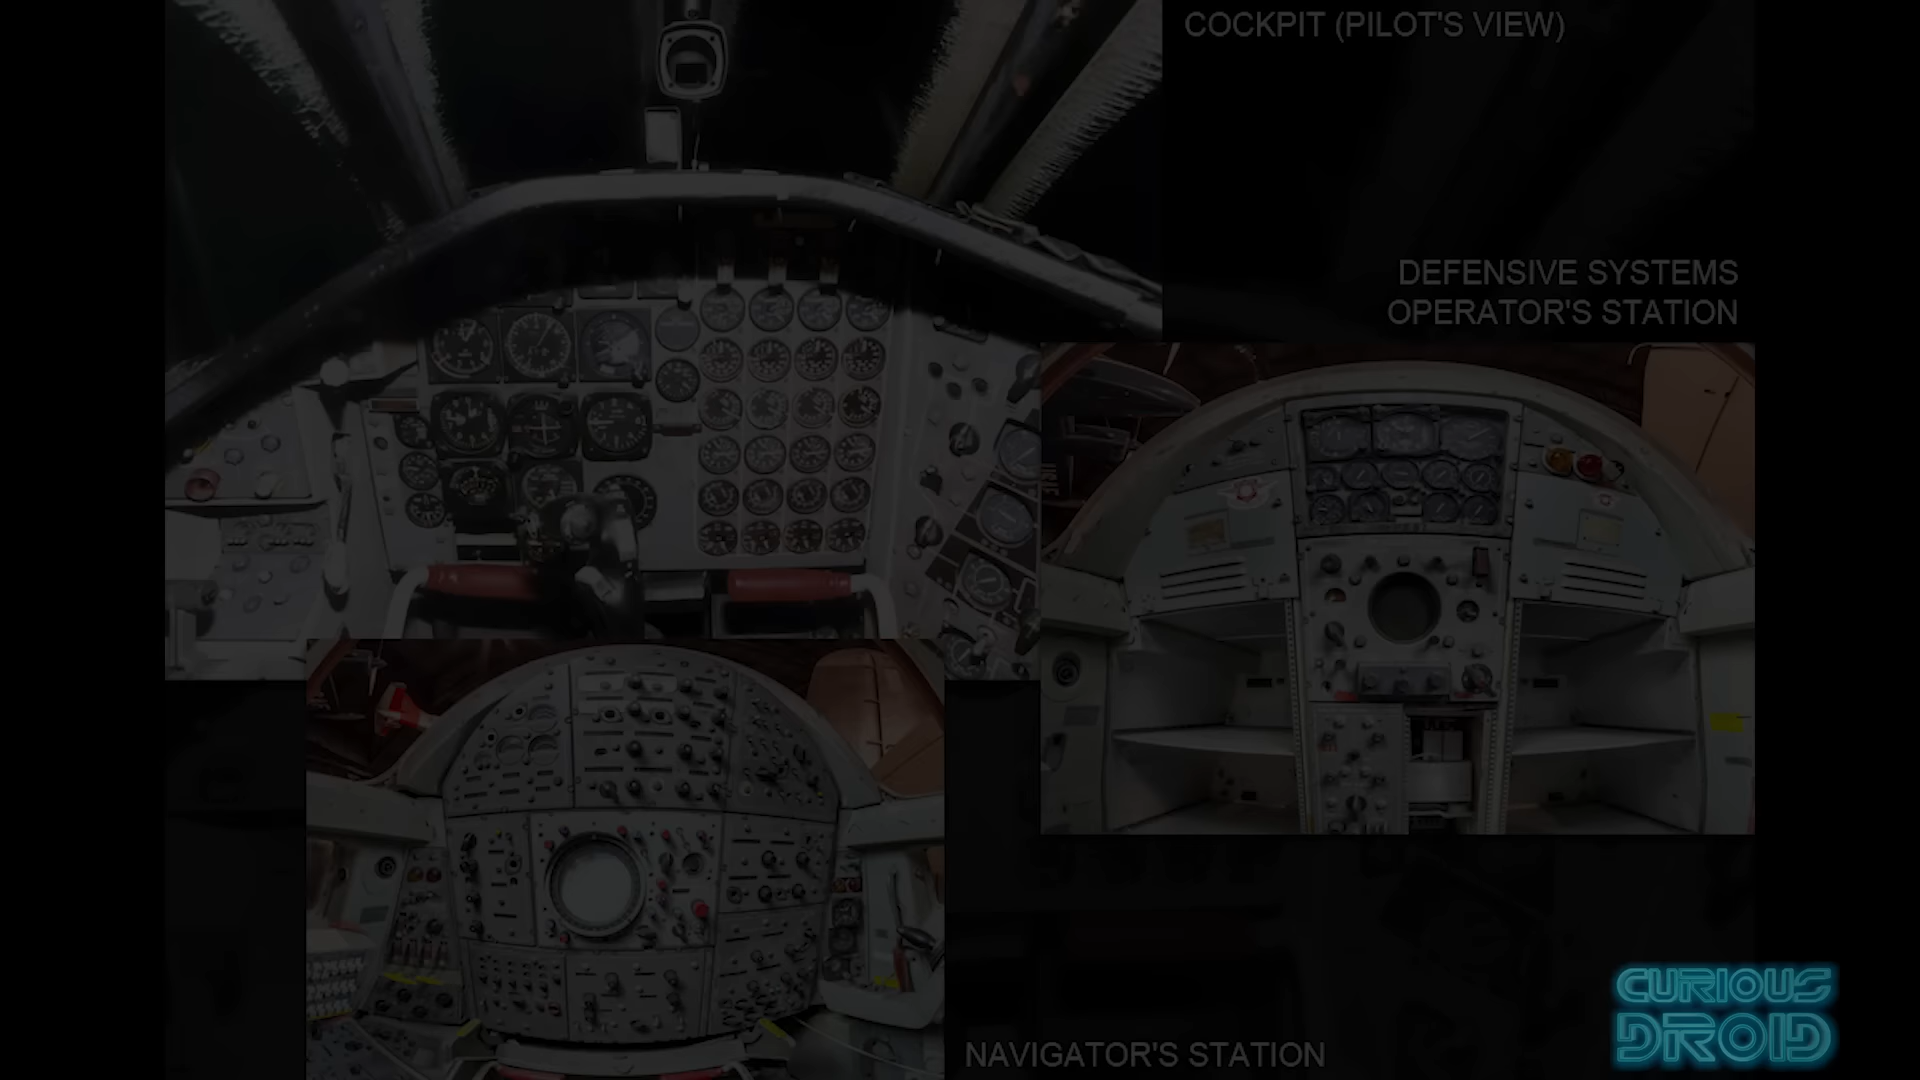 COCKPIT (PILOT'S VIEW)
DEFENSIVE SYSTEMS
OPERATOR'S STATION
NAVIGATOR'S STATION
CURIOUS
DROID